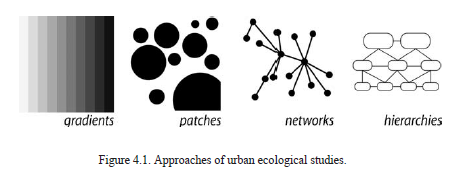 gradients
patches
networks
hierarchies
Figure 4.1. Approaches of urban ecological studies.